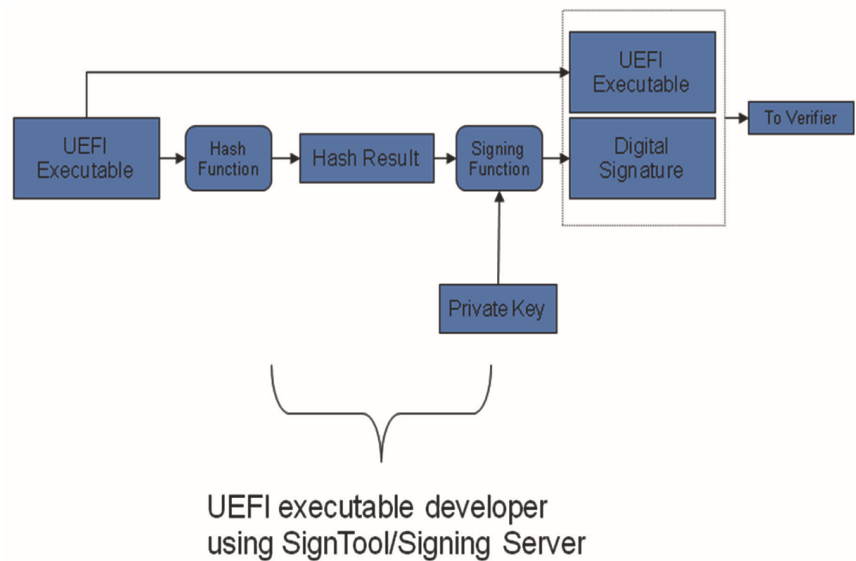 UEFI
Executable
To Verifier
UEFI
Executable
Hash
Function
Hash Result
Signing
Function
Digital
Signature
Private Key
UEFI executable developer
using SignTool/Signing Server